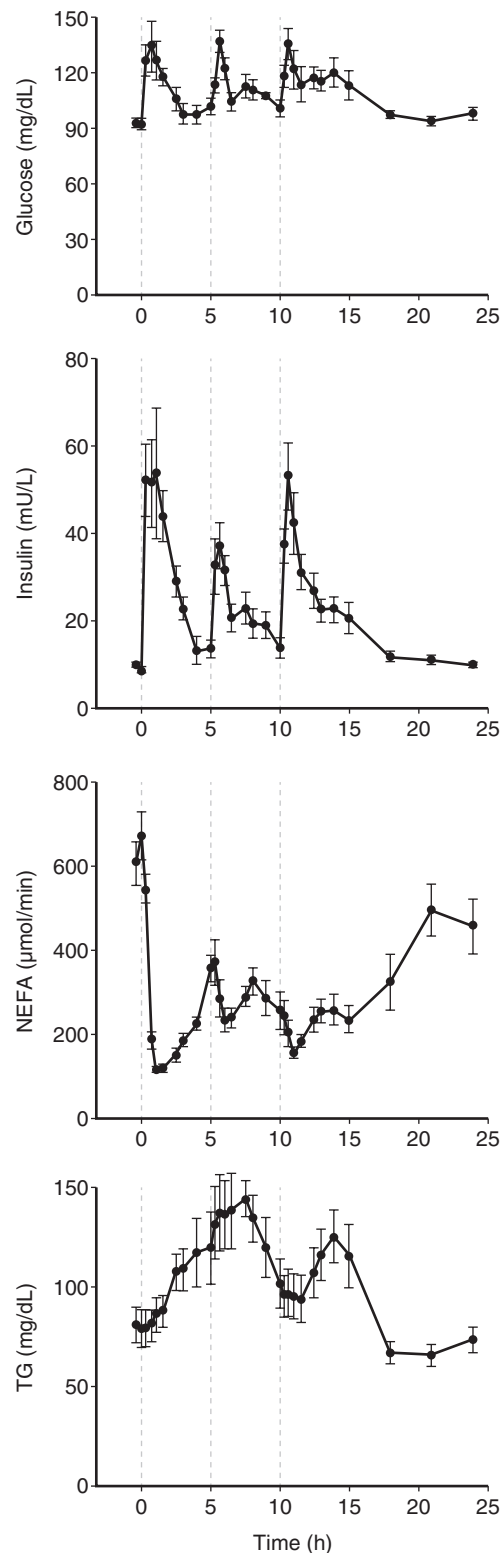 150
120
90
60
30
0
Glucose (mg/dL)
0 5 10 15 20 25
80
60
40
20
0
Insulin (mU/L)
0 5 10 15 20 25
800
600
400
200
0
NEFA (μmol/min)
0 5 10 15 20 25
150
100
50
0
TG (mg/dL)
0 5 10 15 20 25
Time (h)